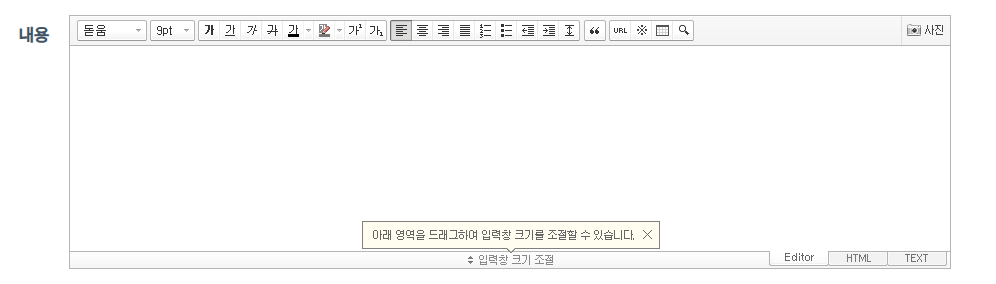 내용
돋움 9pt 가 가 가 가 가 가¹ 가₁ “ URL ※ 사진
아래 영역을 드래그하여 입력창 크기를 조절할 수 있습니다.
입력창 크기 조절 Editor HTML TEXT